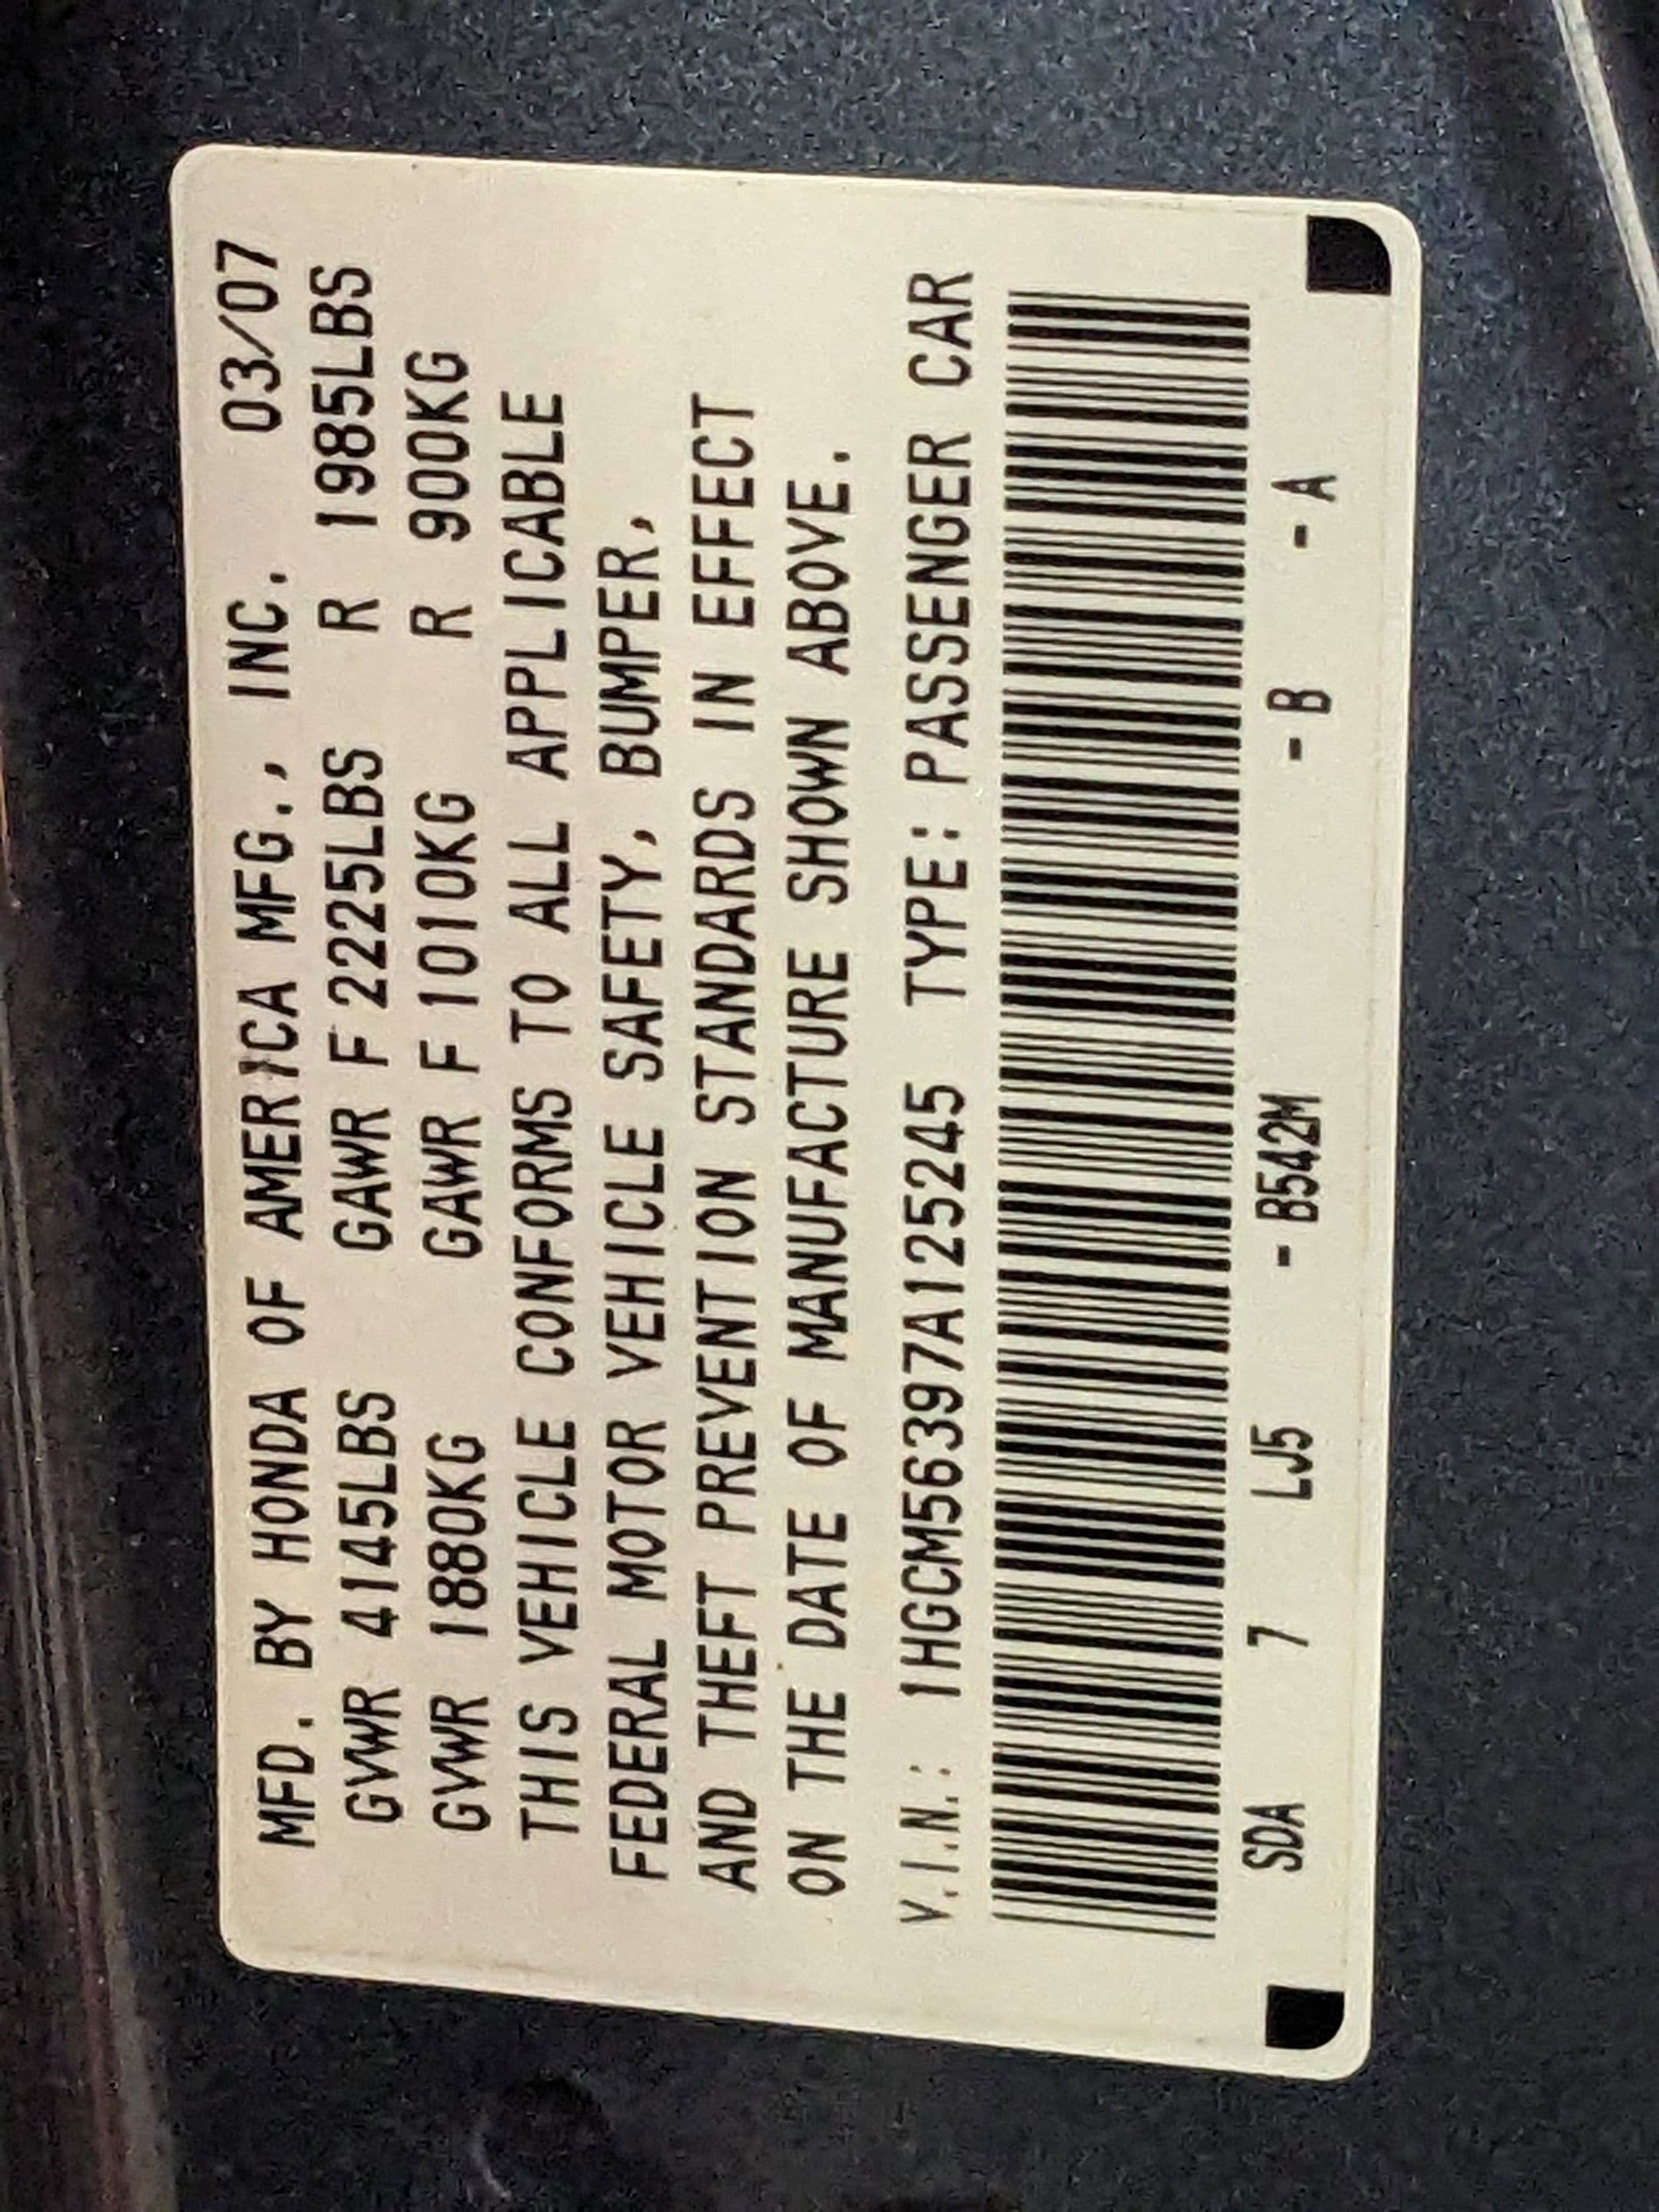 MFD. BY HONDA OF AMERICA MFG., INC. 03/07
GVWR 4145LBS GAWR F 2225LBS R 1985LBS
GVWR 1880KG GAWR F 1010KG R 900KG
THIS VEHICLE CONFORMS TO ALL APPLICABLE
FEDERAL MOTOR VEHICLE SAFETY, BUMPER,
AND THEFT PREVENTION STANDARDS IN EFFECT
ON THE DATE OF MANUFACTURE SHOWN ABOVE.
V.I.N.: 1HGCM56397A125245 TYPE: PASSENGER CAR
SDA 7 LJ5 - B542M - B - A